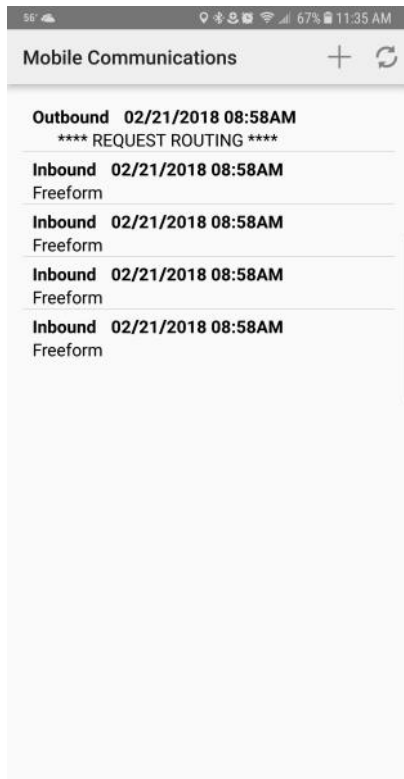 56° 67% 11:35 AM
Mobile Communications
Outbound 02/21/2018 08:58AM
**** REQUEST ROUTING ****
Inbound 02/21/2018 08:58AM
Freeform
Inbound 02/21/2018 08:58AM
Freeform
Inbound 02/21/2018 08:58AM
Freeform
Inbound 02/21/2018 08:58AM
Freeform